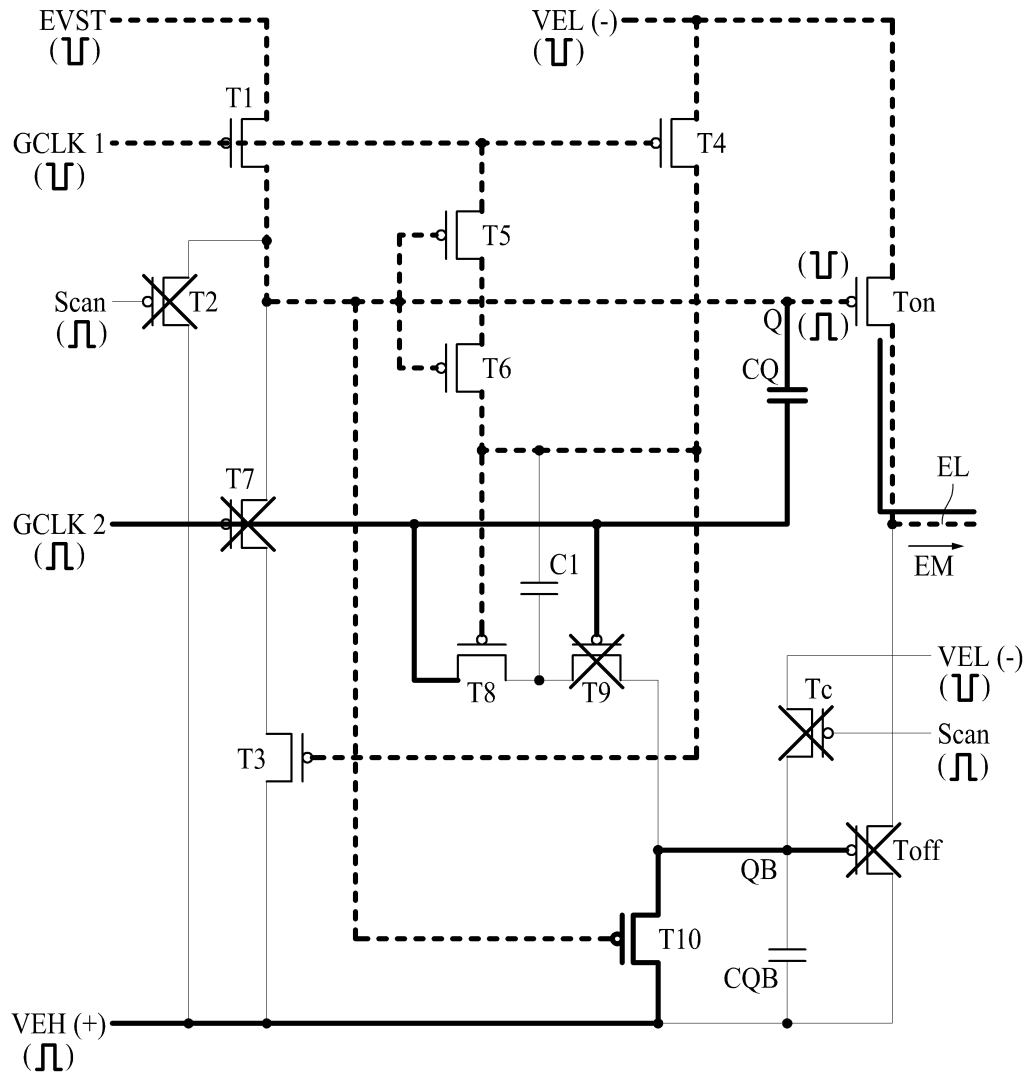 EVST
VEL (-)
T1
GCLK 1
T4
T5
Scan
T2
Ton
Q
T6
CQ
T7
EL
GCLK 2
C1
EM
T8
T9
VEL (-)
Tc
T3
Scan
Toff
QB
T10
CQB
VEH (+)